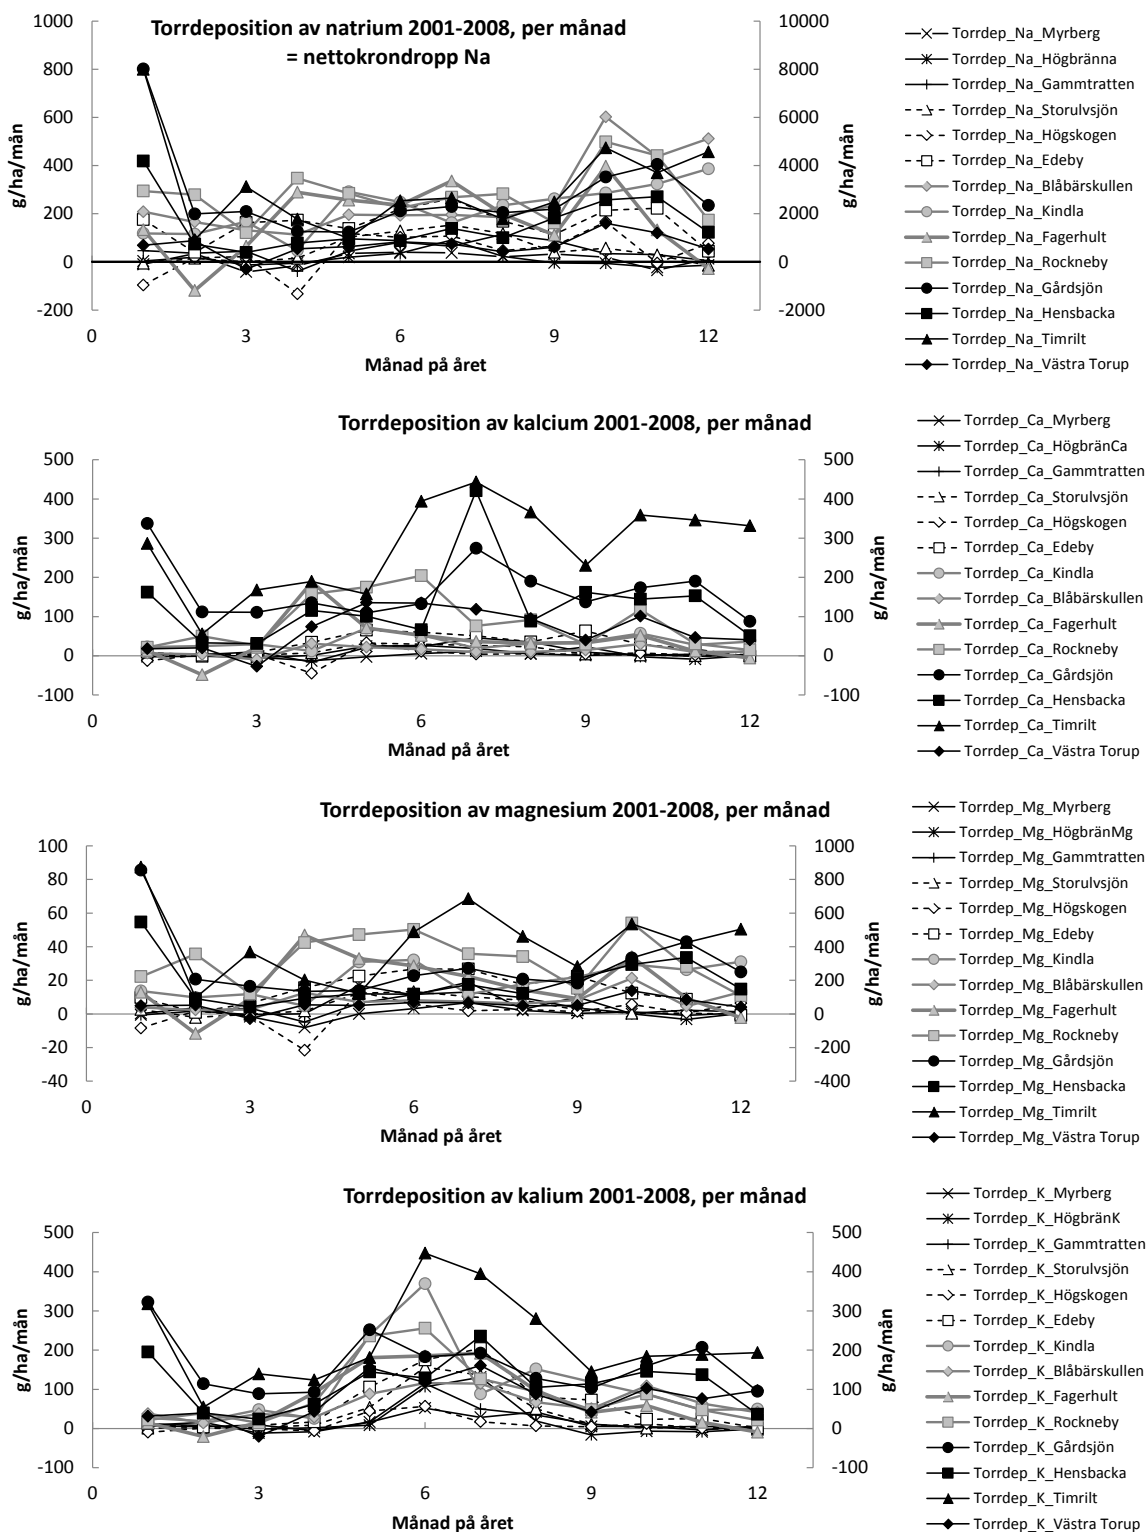 Torrdeposition av natrium 2001-2008, per månad
= nettokrondropp Na
1000
800
600
400
200
0
-200
10000
8000
6000
4000
2000
0
-2000
g/ha/mån
g/ha/mån
0
3
6
9
12
Månad på året
Torrdep_Na_Myrberg
Torrdep_Na_Högbränna
Torrdep_Na_Gammtratten
Torrdep_Na_Storulvsjön
Torrdep_Na_Högskogen
Torrdep_Na_Edeby
Torrdep_Na_Blåbärskullen
Torrdep_Na_Kindla
Torrdep_Na_Fagerhult
Torrdep_Na_Rockneby
Torrdep_Na_Gårdsjön
Torrdep_Na_Hensbacka
Torrdep_Na_Timrilt
Torrdep_Na_Västra Torup
Torrdeposition av kalcium 2001-2008, per månad
500
400
300
200
100
0
-100
500
400
300
200
100
0
-100
g/ha/mån
g/ha/mån
0
3
6
9
12
Månad på året
Torrdep_Ca_Myrberg
Torrdep_Ca_HögbränCa
Torrdep_Ca_Gammtratten
Torrdep_Ca_Storulvsjön
Torrdep_Ca_Högskogen
Torrdep_Ca_Edeby
Torrdep_Ca_Kindla
Torrdep_Ca_Blåbärskullen
Torrdep_Ca_Fagerhult
Torrdep_Ca_Rockneby
Torrdep_Ca_Gårdsjön
Torrdep_Ca_Hensbacka
Torrdep_Ca_Timrilt
Torrdep_Ca_Västra Torup
Torrdeposition av magnesium 2001-2008, per månad
100
80
60
40
20
0
-20
-40
1000
800
600
400
200
0
-200
-400
g/ha/mån
g/ha/mån
0
3
6
9
12
Månad på året
Torrdep_Mg_Myrberg
Torrdep_Mg_HögbränMg
Torrdep_Mg_Gammtratten
Torrdep_Mg_Storulvsjön
Torrdep_Mg_Högskogen
Torrdep_Mg_Edeby
Torrdep_Mg_Kindla
Torrdep_Mg_Blåbärskullen
Torrdep_Mg_Fagerhult
Torrdep_Mg_Rockneby
Torrdep_Mg_Gårdsjön
Torrdep_Mg_Hensbacka
Torrdep_Mg_Timrilt
Torrdep_Mg_Västra Torup
Torrdeposition av kalium 2001-2008, per månad
500
400
300
200
100
0
-100
500
400
300
200
100
0
-100
g/ha/mån
g/ha/mån
0
3
6
9
12
Månad på året
Torrdep_K_Myrberg
Torrdep_K_HögbränK
Torrdep_K_Gammtratten
Torrdep_K_Storulvsjön
Torrdep_K_Högskogen
Torrdep_K_Edeby
Torrdep_K_Kindla
Torrdep_K_Blåbärskullen
Torrdep_K_Fagerhult
Torrdep_K_Rockneby
Torrdep_K_Gårdsjön
Torrdep_K_Hensbacka
Torrdep_K_Timrilt
Torrdep_K_Västra Torup